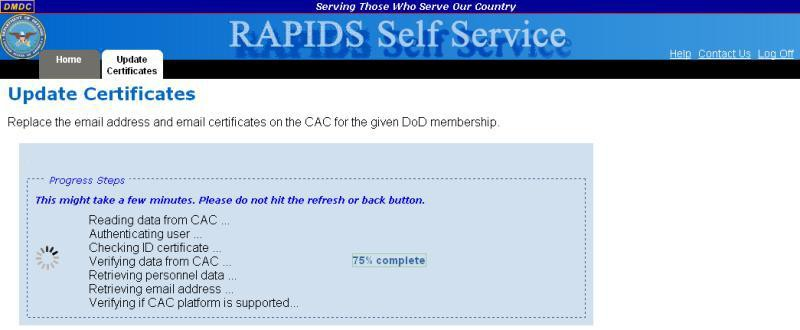 DMDC
Serving Those Who Serve Our Country
DEPARTMENT OF DEFENSE
RAPIDS Self Service
Help Contact Us Log Off
Home
Update
Certificates
Update Certificates
Replace the email address and email certificates on the CAC for the given DoD membership.
Progress Steps
This might take a few minutes. Please do not hit the refresh or back button.
Reading data from CAC ...
Authenticating user ...
Checking ID certificate ...
Verifying data from CAC ...
75% complete
Retrieving personnel data ...
Retrieving email address ...
Verifying if CAC platform is supported...